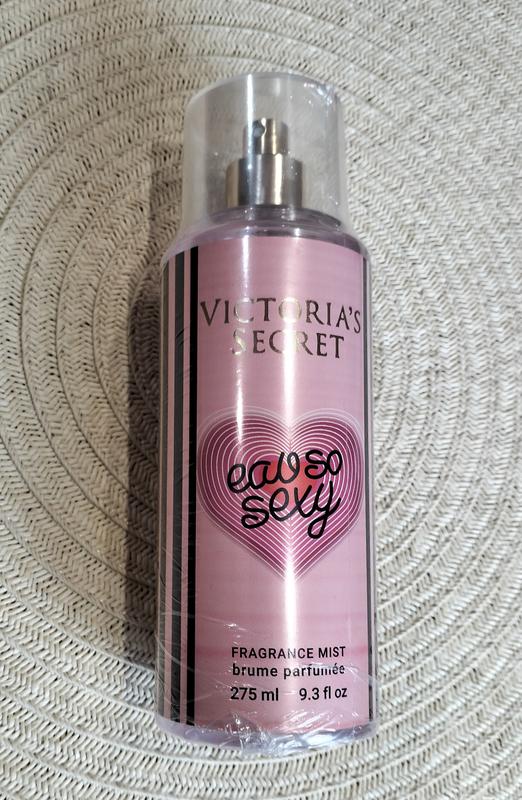 VICTORIA'S
SECRET
eau so
sexy
FRAGRANCE MIST
brume parfumée
275 ml 9.3 fl oz